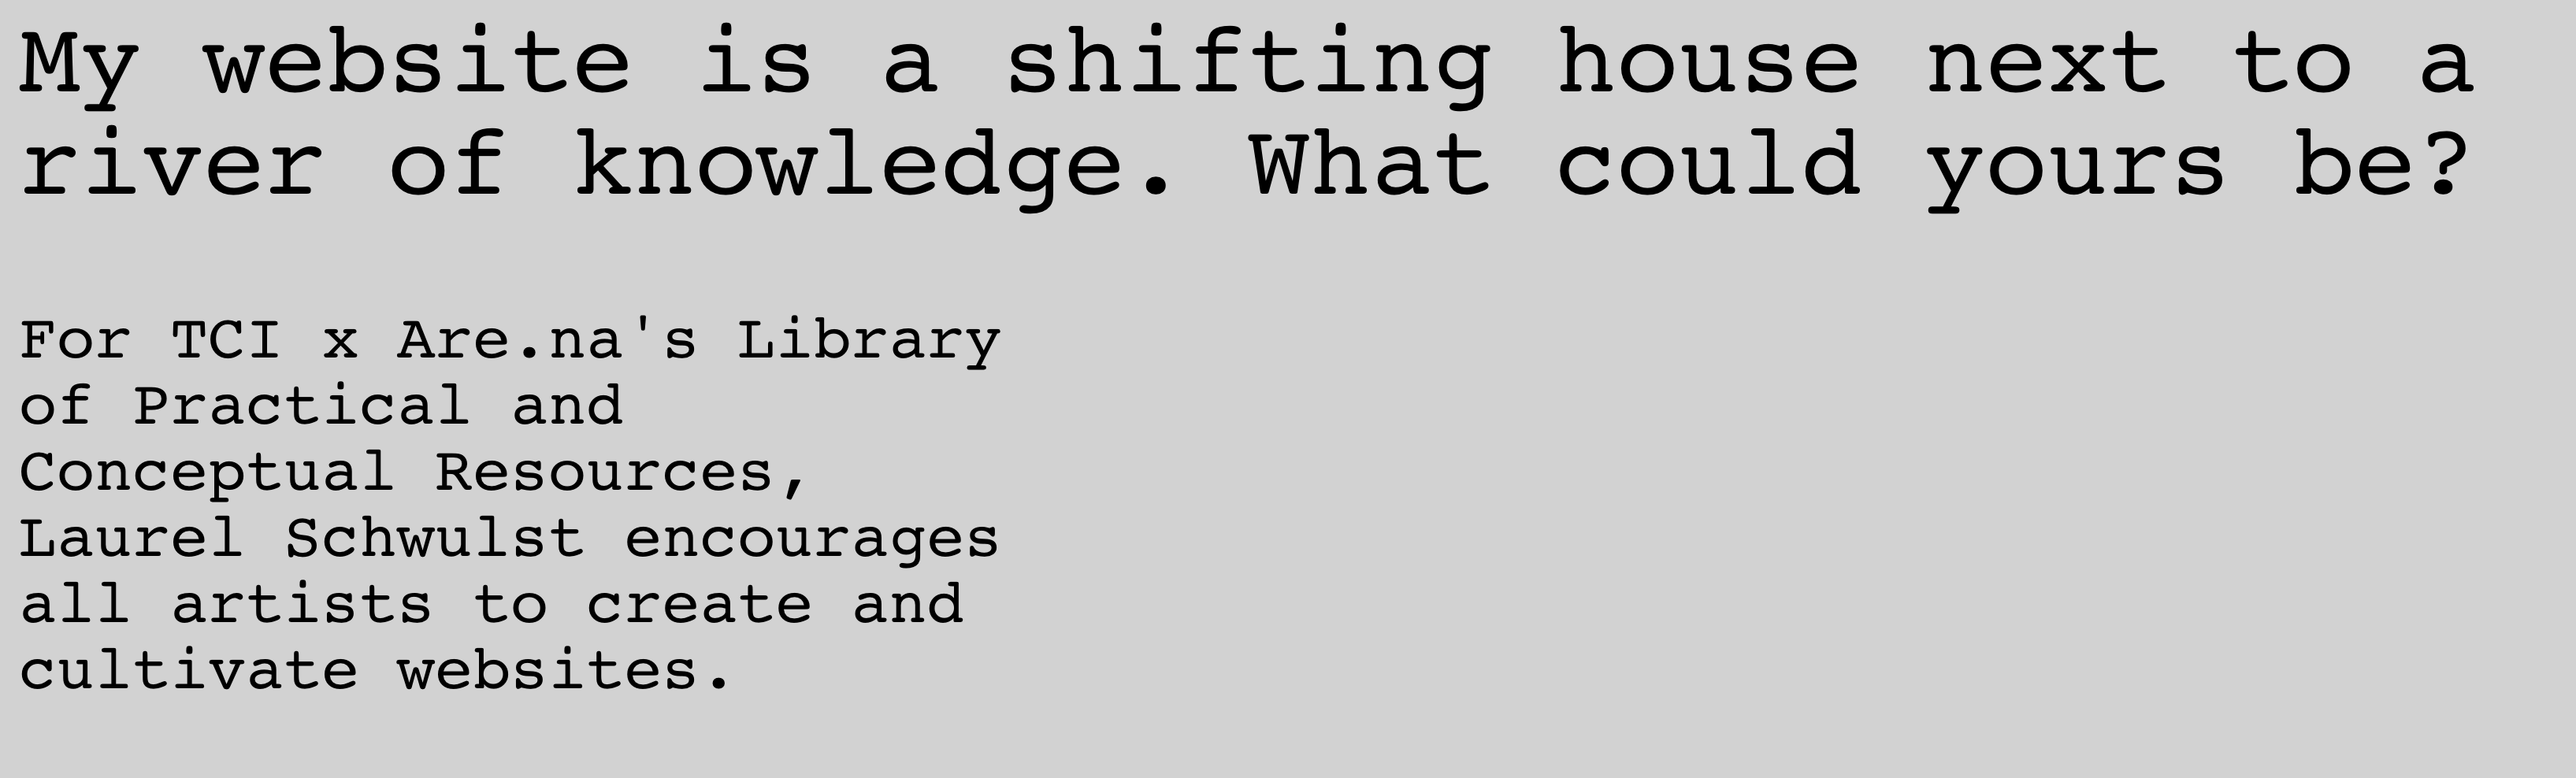 My website is a shifting house next to a
river of knowledge. What could yours be?
For TCI x Are.na's Library
of Practical and
Conceptual Resources,
Laurel Schwulst encourages
all artists to create and
cultivate websites.